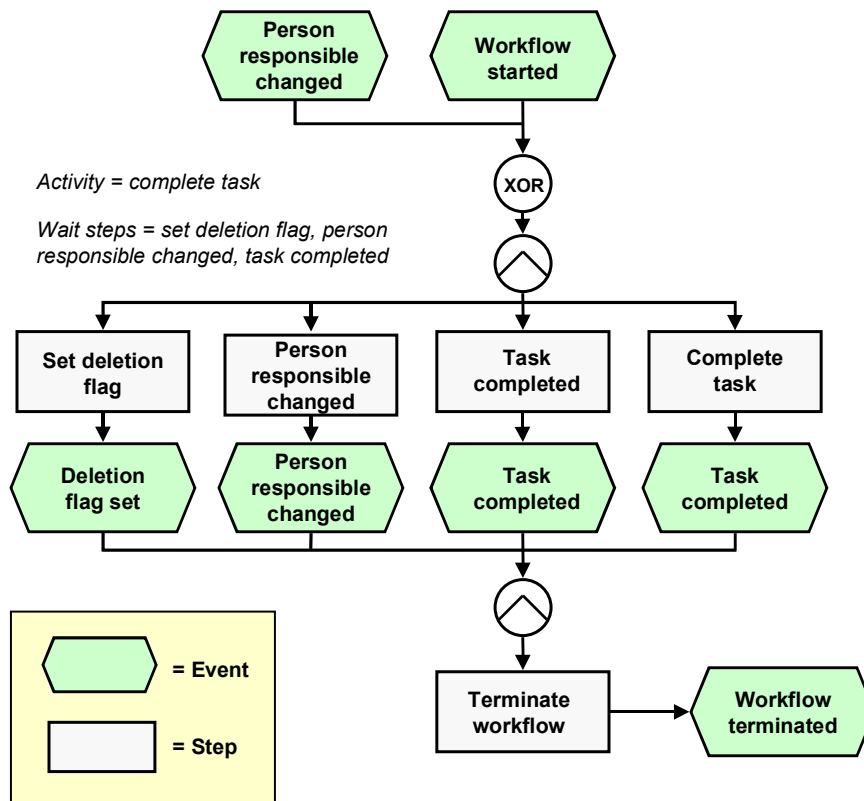 Person
responsible
changed
Workflow
started
XOR
Activity = complete task
Wait steps = set deletion flag, person
responsible changed, task completed
Set deletion
flag
Person
responsible
changed
Task
completed
Complete
task
Deletion
flag set
Person
responsible
changed
Task
completed
Task
completed
= Event
= Step
Terminate
workflow
Workflow
terminated